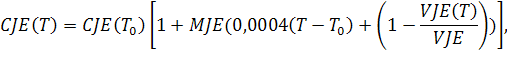 CJE(T) = CJE(T₀) [1 + MJE(0,0004(T − T₀) + (1 − VJE(T)/VJE))],